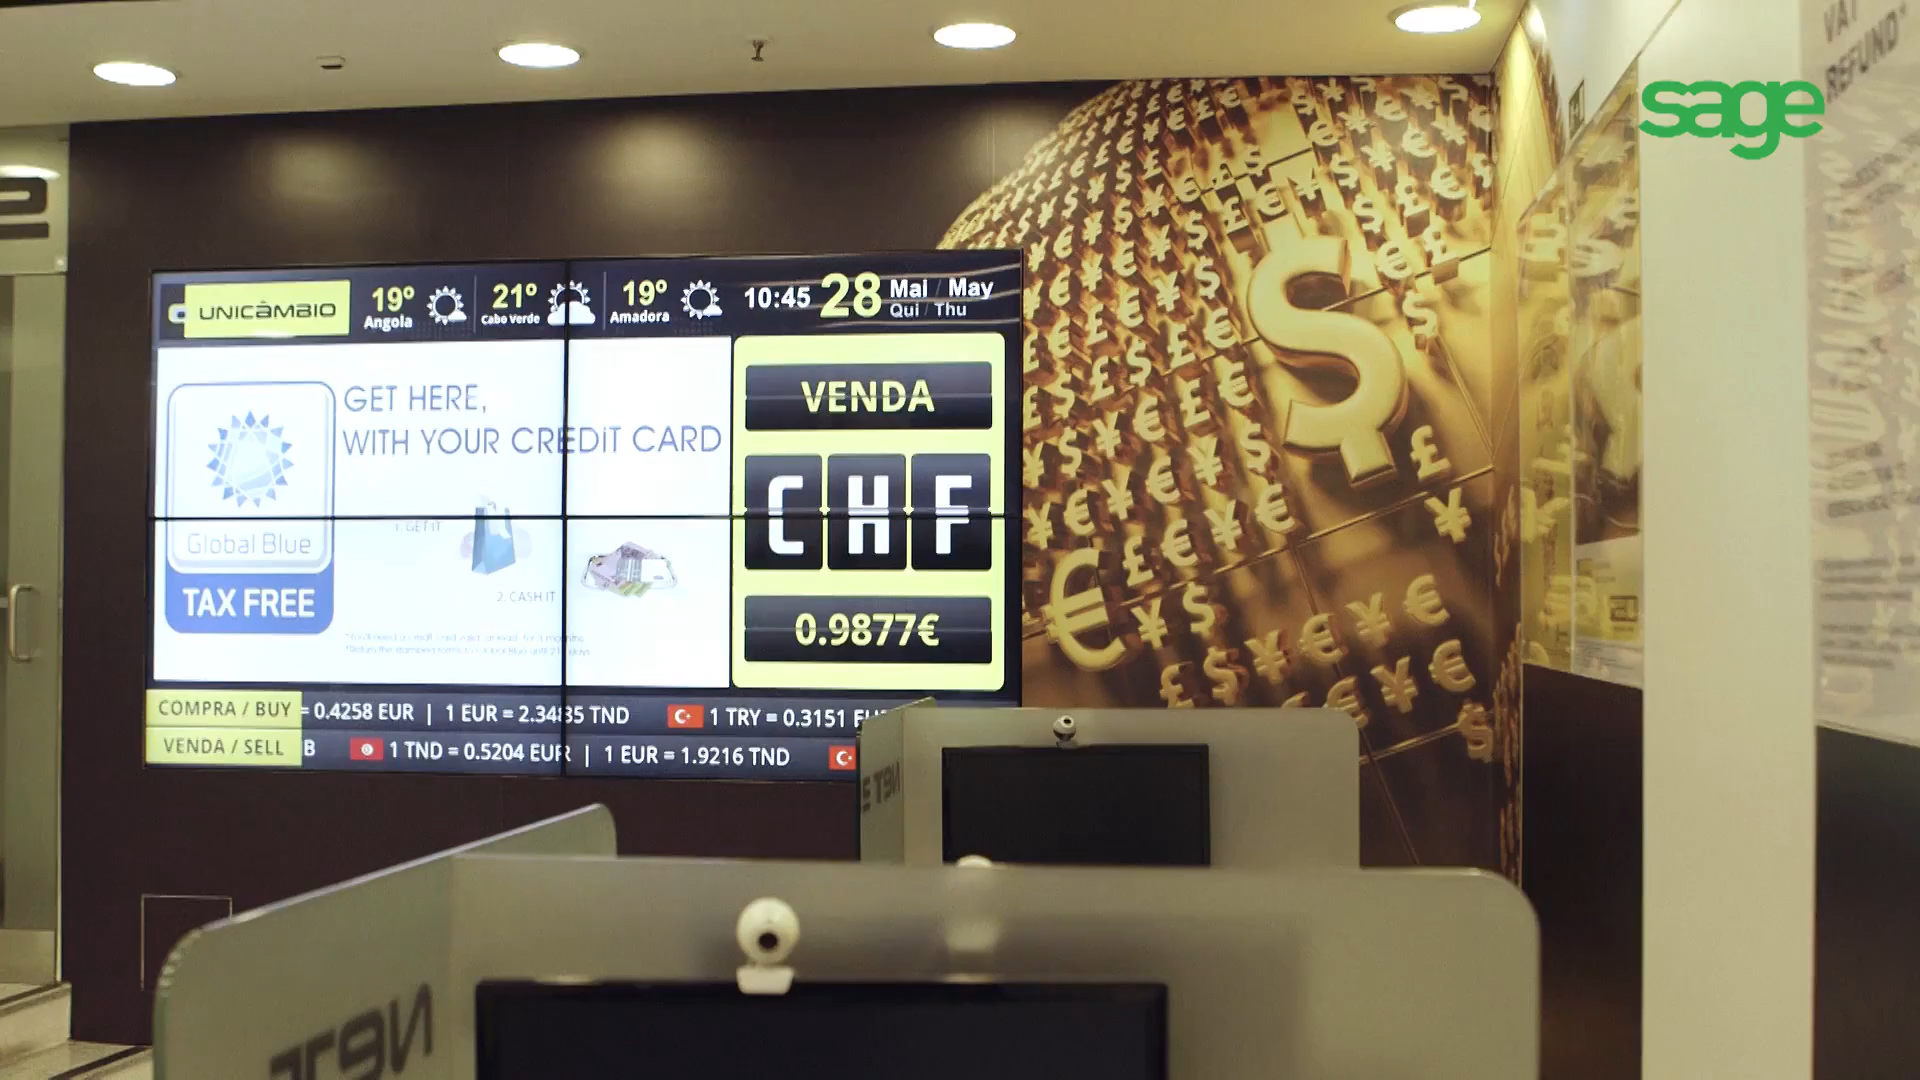 sage
VAT
REFUND*
UNICÂMBIO
19º
Angola
21º
Cabo Verde
19º
Amadora
10:45
28
Mai / May
Qui / Thu
GET HERE,
WITH YOUR CREDIT CARD
Global Blue
TAX FREE
1. GET IT
2. CASH IT
VENDA
CHF
0.9877€
COMPRA / BUY
= 0.4258 EUR | 1 EUR = 2.3485 TND
1 TRY = 0.3151
VENDA / SELL
B
1 TND = 0.5204 EUR | 1 EUR = 1.9216 TND